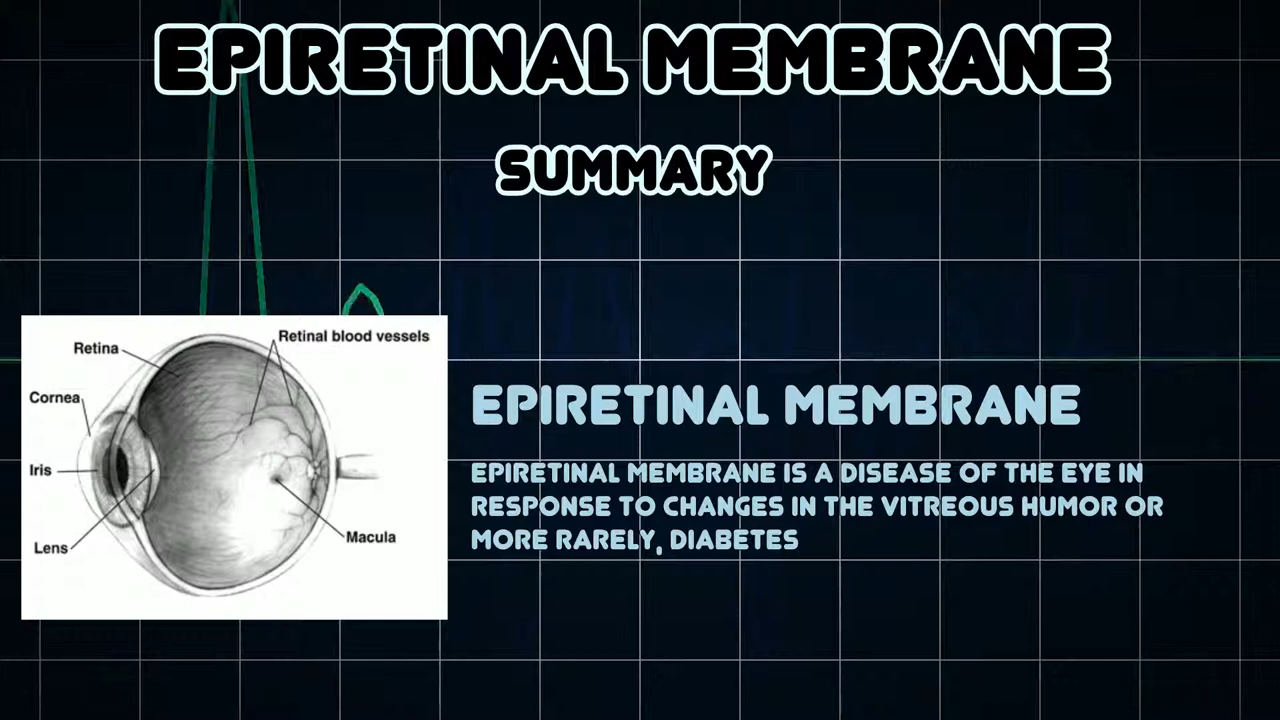 EPIRETINAL MEMBRANE
SUMMARY
Retinal blood vessels
Retina
Cornea
Iris
Lens
Macula
EPIRETINAL MEMBRANE
EPIRETINAL MEMBRANE IS A DISEASE OF THE EYE IN
RESPONSE TO CHANGES IN THE VITREOUS HUMOR OR
MORE RARELY, DIABETES